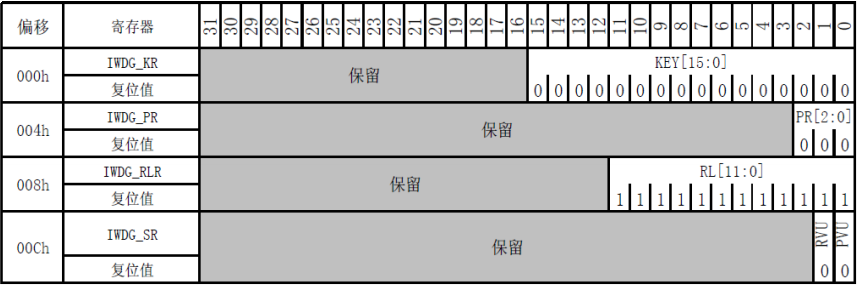 偏移 寄存器 31 30 29 28 27 26 25 24 23 22 21 20 19 18 17 16 15 14 13 12 11 10 9 8 7 6 5 4 3 2 1 0
000h IWDG_KR 保留 KEY[15:0]
复位值 0 0 0 0 0 0 0 0 0 0 0 0 0 0 0 0
004h IWDG_PR 保留 PR[2:0]
复位值 0 0 0
008h IWDG_RLR 保留 RL[11:0]
复位值 1 1 1 1 1 1 1 1 1 1 1 1
00Ch IWDG_SR 保留 RVU PVU
复位值 0 0